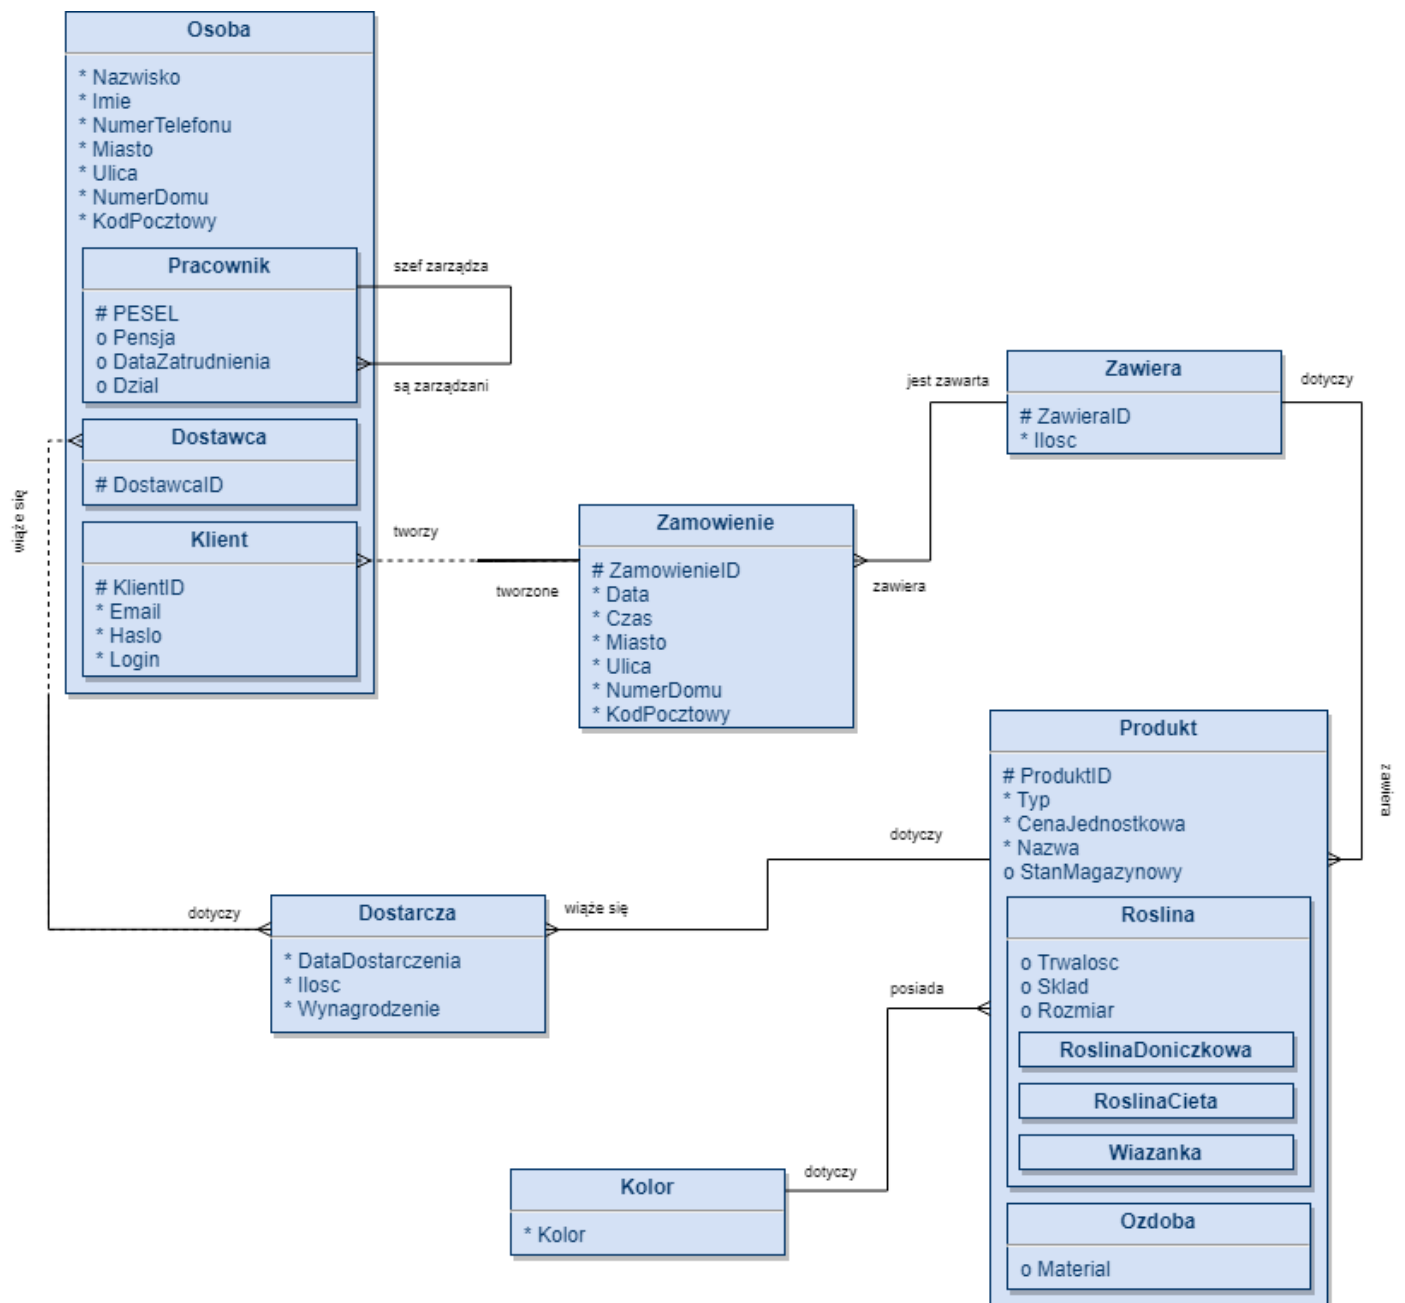 Osoba
* Nazwisko
* Imie
* NumerTelefonu
* Miasto
* Ulica
* NumerDomu
* KodPocztowy
Pracownik
# PESEL
o Pensja
o DataZatrudnienia
o Dzial
szef zarządza
są zarządzani
Dostawca
# DostawcaID
Klient
# KlientID
* Email
* Haslo
* Login
wiąże się
tworzy
tworzone
Zamowienie
# ZamowienieID
* Data
* Czas
* Miasto
* Ulica
* NumerDomu
* KodPocztowy
zawiera
jest zawarta
Zawiera
# ZawieraID
* Ilosc
dotyczy
zawiera
Produkt
# ProduktID
* Typ
* CenaJednostkowa
* Nazwa
o StanMagazynowy
Roslina
o Trwalosc
o Sklad
o Rozmiar
RoslinaDoniczkowa
RoslinaCieta
Wiazanka
Ozdoba
o Material
dotyczy
wiąże się
dotyczy
Dostarcza
* DataDostarczenia
* Ilosc
* Wynagrodzenie
posiada
dotyczy
Kolor
* Kolor